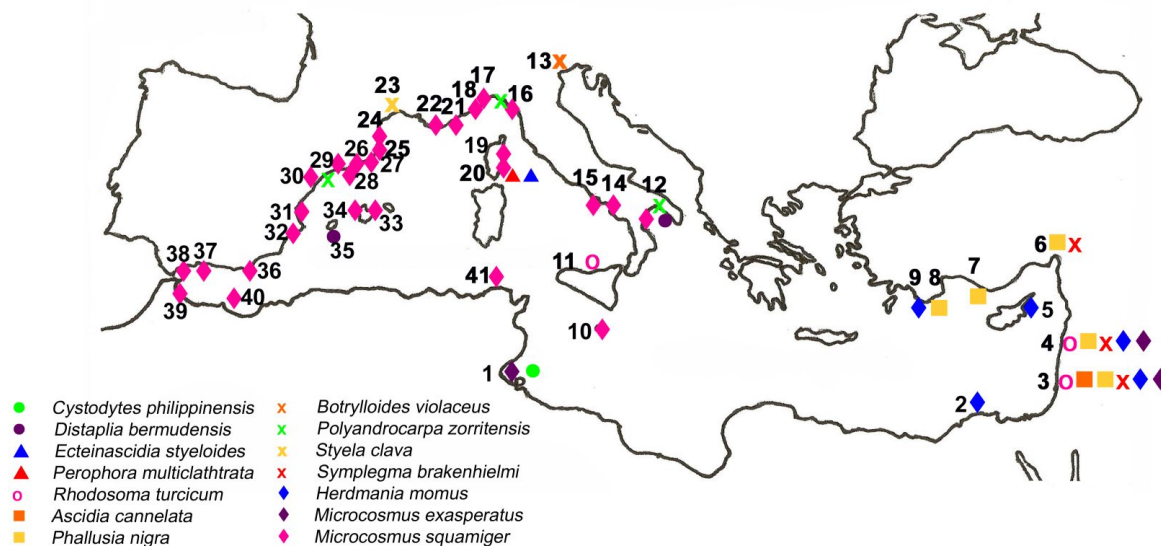 13
17
18
16
23
22 21
24
25
26
29
27
28
30
19
20
15 14
12
31
34
33
32
35
11
38 37
36
39
40
41
10
6
7
9 8
5
4
3
2
1
Cystodytes philippinensis
Distaplia bermudensis
Ecteinascidia styeloides
Perophora multiclathtrata
Rhodosoma turcicum
Ascidia cannelata
Phallusia nigra
Botrylloides violaceus
Polyandrocarpa zorritensis
Styela clava
Symplegma brakenhielmi
Herdmania momus
Microcosmus exasperatus
Microcosmus squamiger